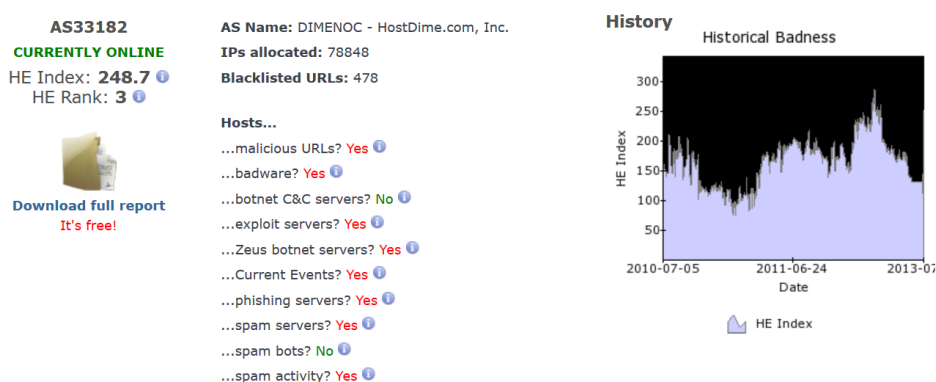 AS33182
CURRENTLY ONLINE
HE Index: 248.7
HE Rank: 3
Download full report
It's free!
AS Name: DIMENOC - HostDime.com, Inc.
IPs allocated: 78848
Blacklisted URLs: 478
Hosts...
...malicious URLs? Yes
...badware? Yes
...botnet C&C servers? No
...exploit servers? Yes
...Zeus botnet servers? Yes
...Current Events? Yes
...phishing servers? Yes
...spam servers? Yes
...spam bots? No
...spam activity? Yes
History
Historical Badness
HE Index
300
250
200
150
100
50
2010-07-05
2011-06-24
2013-07
Date
HE Index